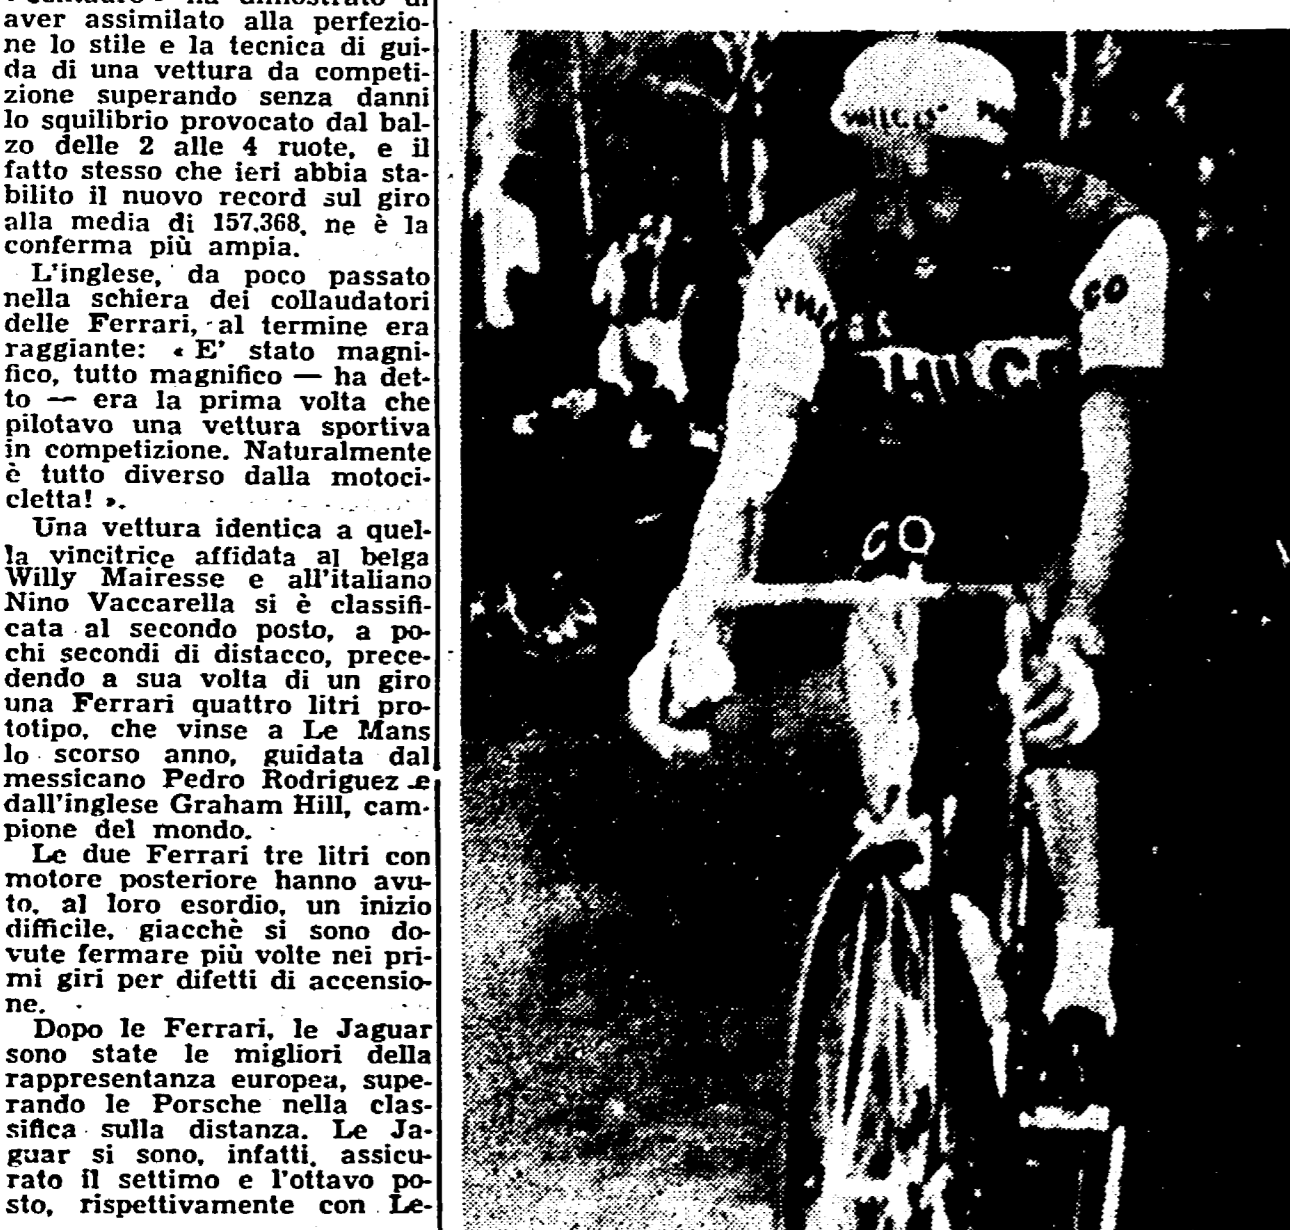 aver assimilato alla perfezio-
ne lo stile e la tecnica di gui-
da di una vettura da competi-
zione superando senza danni
lo squilibrio provocato dal bal-
zo delle 2 alle 4 ruote, e il
fatto stesso che ieri abbia sta-
bilito il nuovo record sul giro
alla media di 157,368, ne è la
conferma più ampia.
L'inglese, da poco passato
nella schiera dei collaudatori
delle Ferrari, al termine era
raggiante: « E' stato magni-
fico, tutto magnifico — ha det-
to — era la prima volta che
pilotavo una vettura sportiva
in competizione. Naturalmente
è tutto diverso dalla motoci-
cletta! ».
Una vettura identica a quel-
la vincitrice affidata al belga
Willy Mairesse e all'italiano
Nino Vaccarella si è classifi-
cata al secondo posto, a po-
chi secondi di distacco, prece-
dendo a sua volta di un giro
una Ferrari quattro litri pro-
totipo, che vinse a Le Mans
lo scorso anno, guidata dal
messicano Pedro Rodriguez e
dall'inglese Graham Hill, cam-
pione del mondo.
Le due Ferrari tre litri con
motore posteriore hanno avu-
to, al loro esordio, un inizio
difficile, giacchè si sono do-
vute fermare più volte nei pri-
mi giri per difetti di accensio-
ne.
Dopo le Ferrari, le Jaguar
sono state le migliori della
rappresentanza europea, supe-
rando le Porsche nella clas-
sifica sulla distanza. Le Ja-
guar si sono, infatti, assicu-
rato il settimo e l'ottavo po-
sto, rispettivamente con Le-
CO
CO